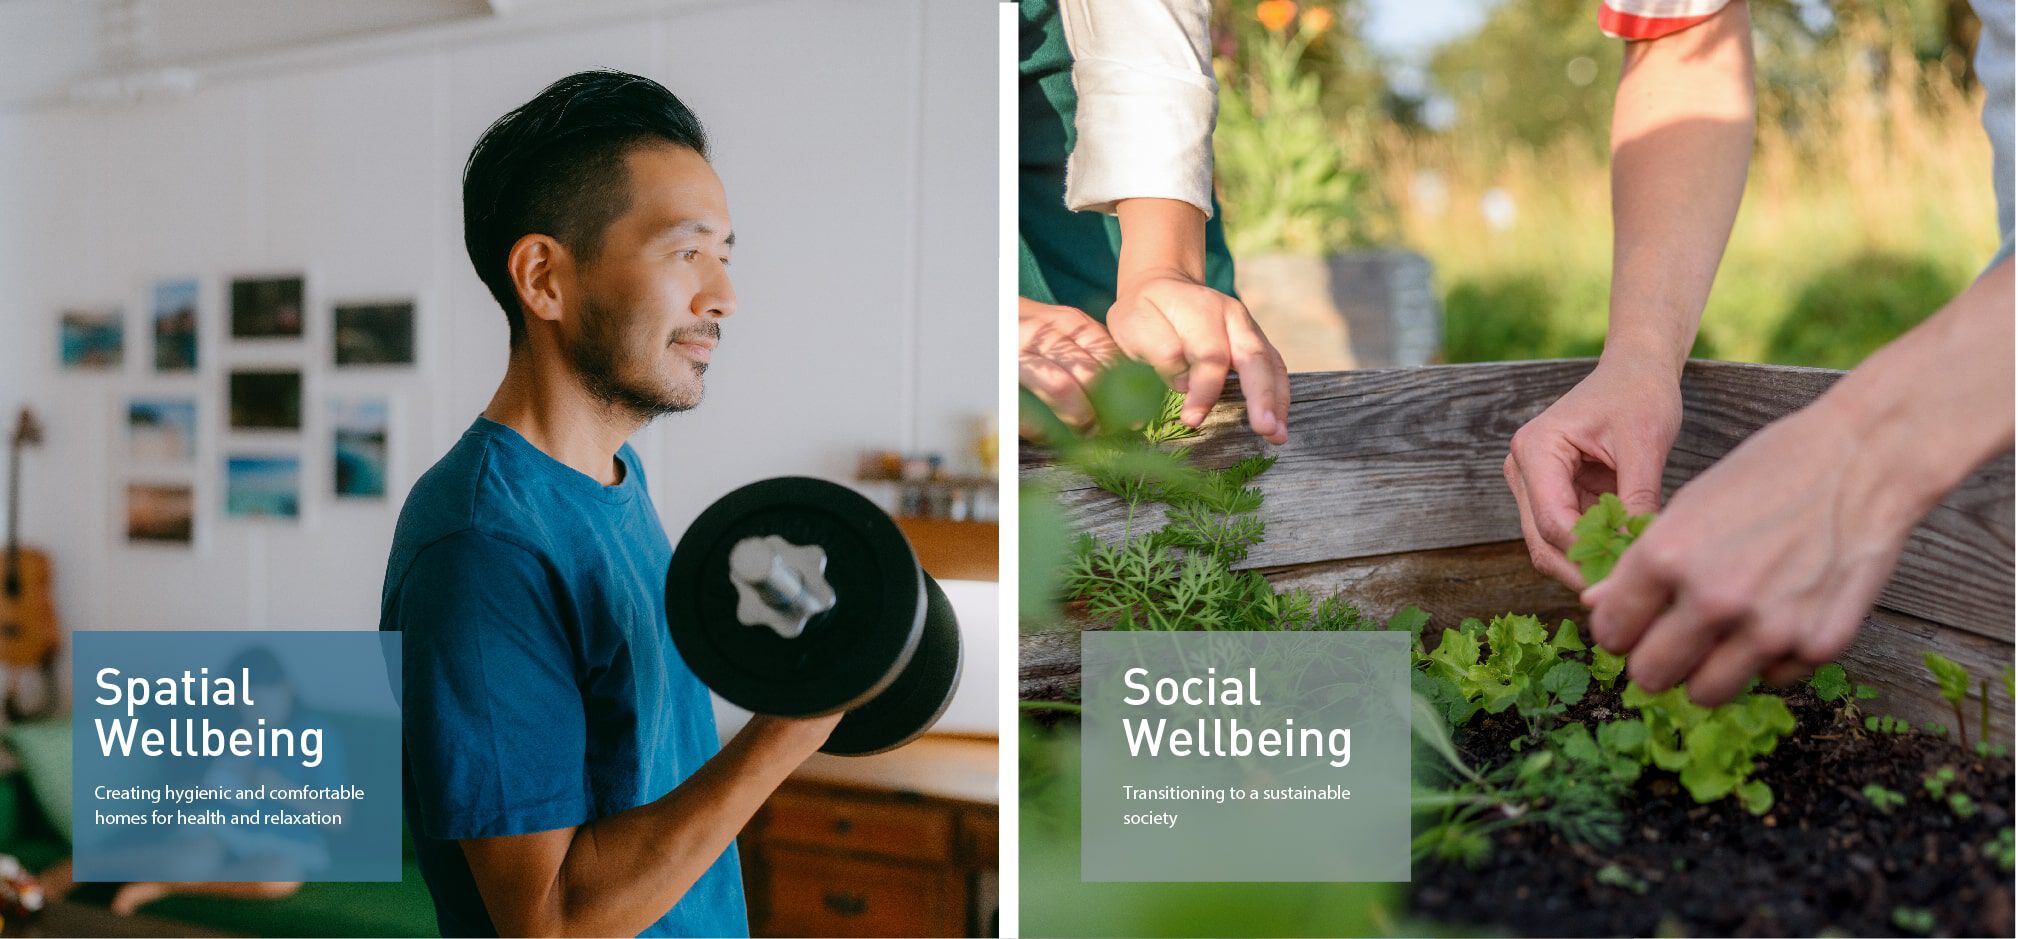 Spatial
Wellbeing
Creating hygienic and comfortable
homes for health and relaxation
Social
Wellbeing
Transitioning to a sustainable
society